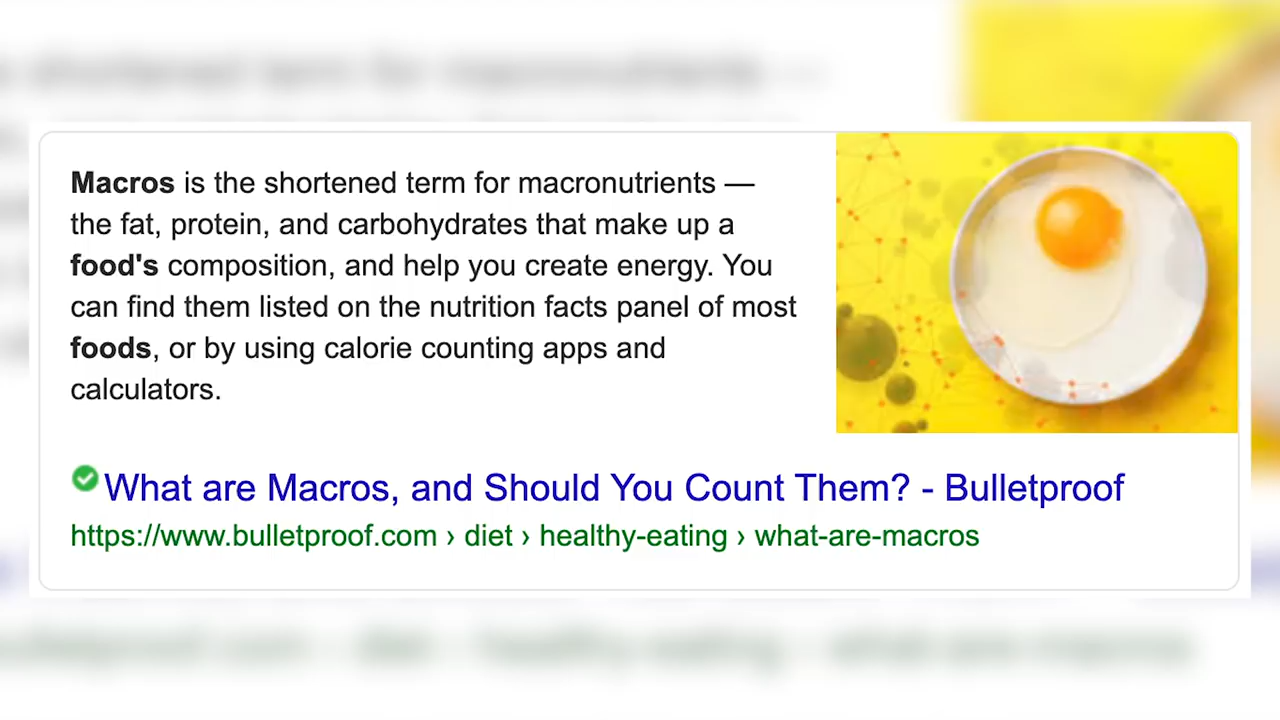 Macros is the shortened term for macronutrients —
the fat, protein, and carbohydrates that make up a
food's composition, and help you create energy. You
can find them listed on the nutrition facts panel of most
foods, or by using calorie counting apps and
calculators.
What are Macros, and Should You Count Them? - Bulletproof
https://www.bulletproof.com › diet › healthy-eating › what-are-macros